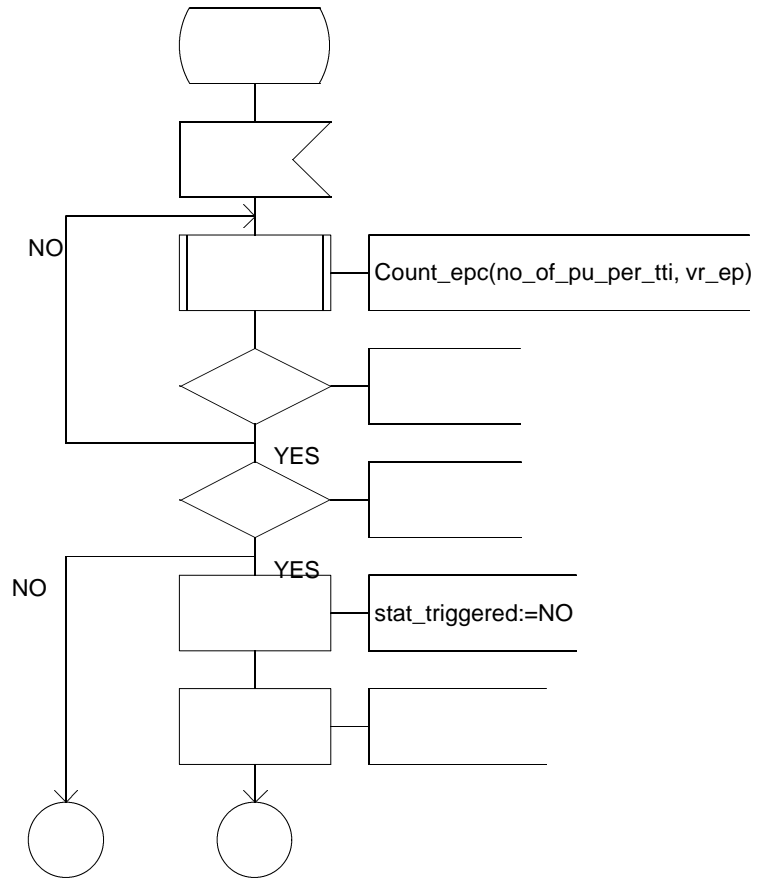 NO
Count_epc(no_of_pu_per_tti, vr_ep)
YES
YES
NO
stat_triggered:=NO